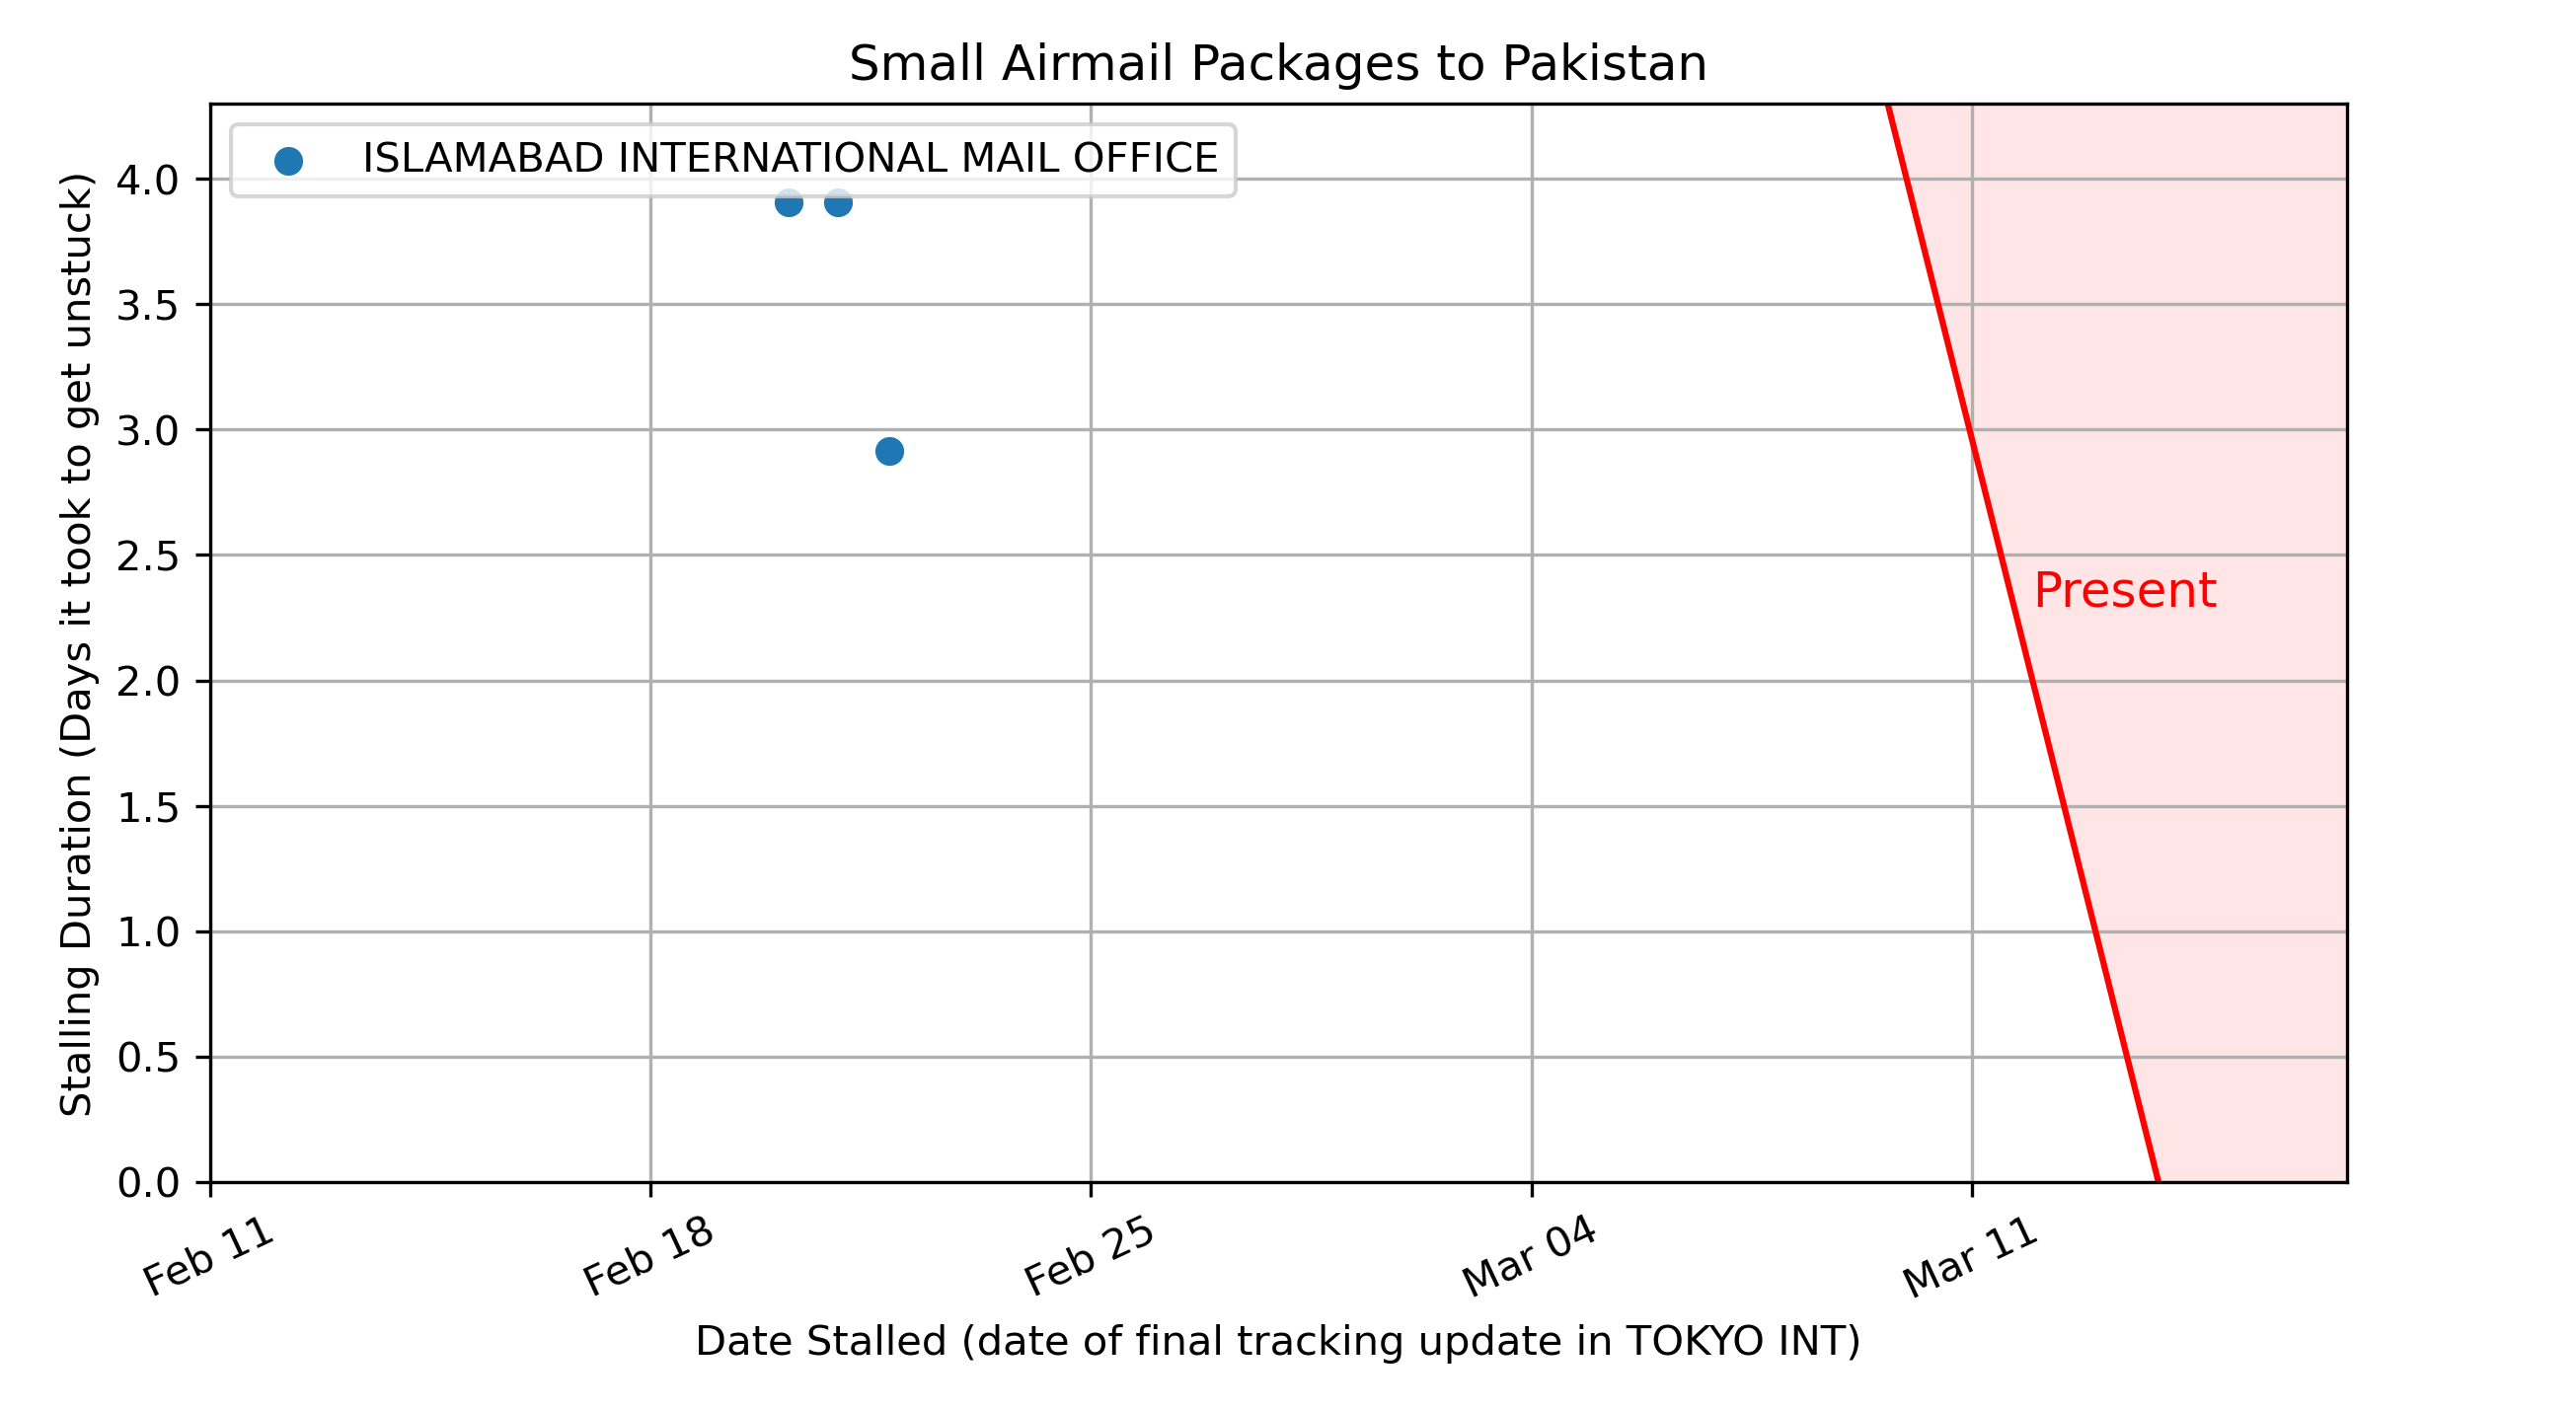 Small Airmail Packages to Pakistan
ISLAMABAD INTERNATIONAL MAIL OFFICE
Stalling Duration (Days it took to get unstuck)
4.0
3.5
3.0
2.5
2.0
1.5
1.0
0.5
0.0
Present
Feb 11
Feb 18
Feb 25
Mar 04
Mar 11
Date Stalled (date of final tracking update in TOKYO INT)